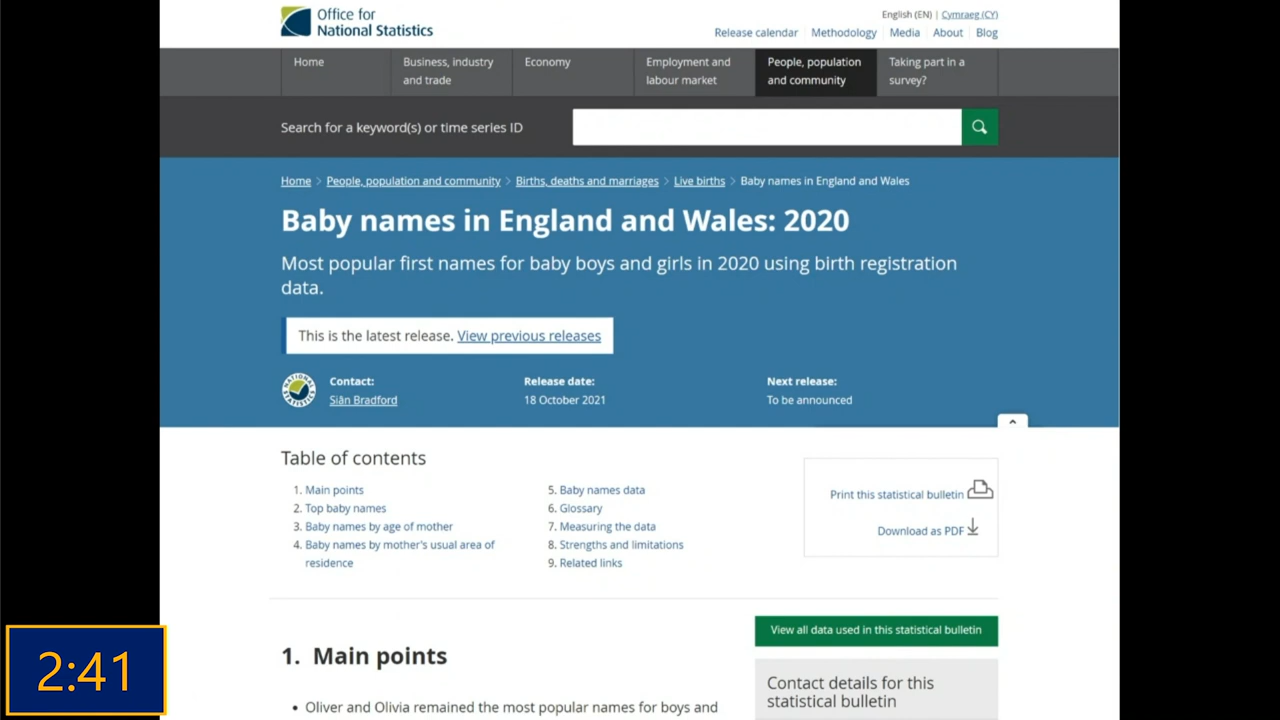 Office for
National Statistics
English (EN) | Cymraeg (CY)
Release calendar Methodology Media About Blog
Home
Business, industry
and trade
Economy
Employment and
labour market
People, population
and community
Taking part in a
survey?
Search for a keyword(s) or time series ID
Home > People, population and community > Births, deaths and marriages > Live births > Baby names in England and Wales
Baby names in England and Wales: 2020
Most popular first names for baby boys and girls in 2020 using birth registration
data.
This is the latest release. View previous releases
NATIONAL STATISTICS
Contact:
Siân Bradford
Release date:
18 October 2021
Next release:
To be announced
Table of contents
1. Main points
2. Top baby names
3. Baby names by age of mother
4. Baby names by mother's usual area of
residence
5. Baby names data
6. Glossary
7. Measuring the data
8. Strengths and limitations
9. Related links
Print this statistical bulletin
Download as PDF
View all data used in this statistical bulletin
1. Main points
Contact details for this
statistical bulletin
• Oliver and Olivia remained the most popular names for boys and
2:41